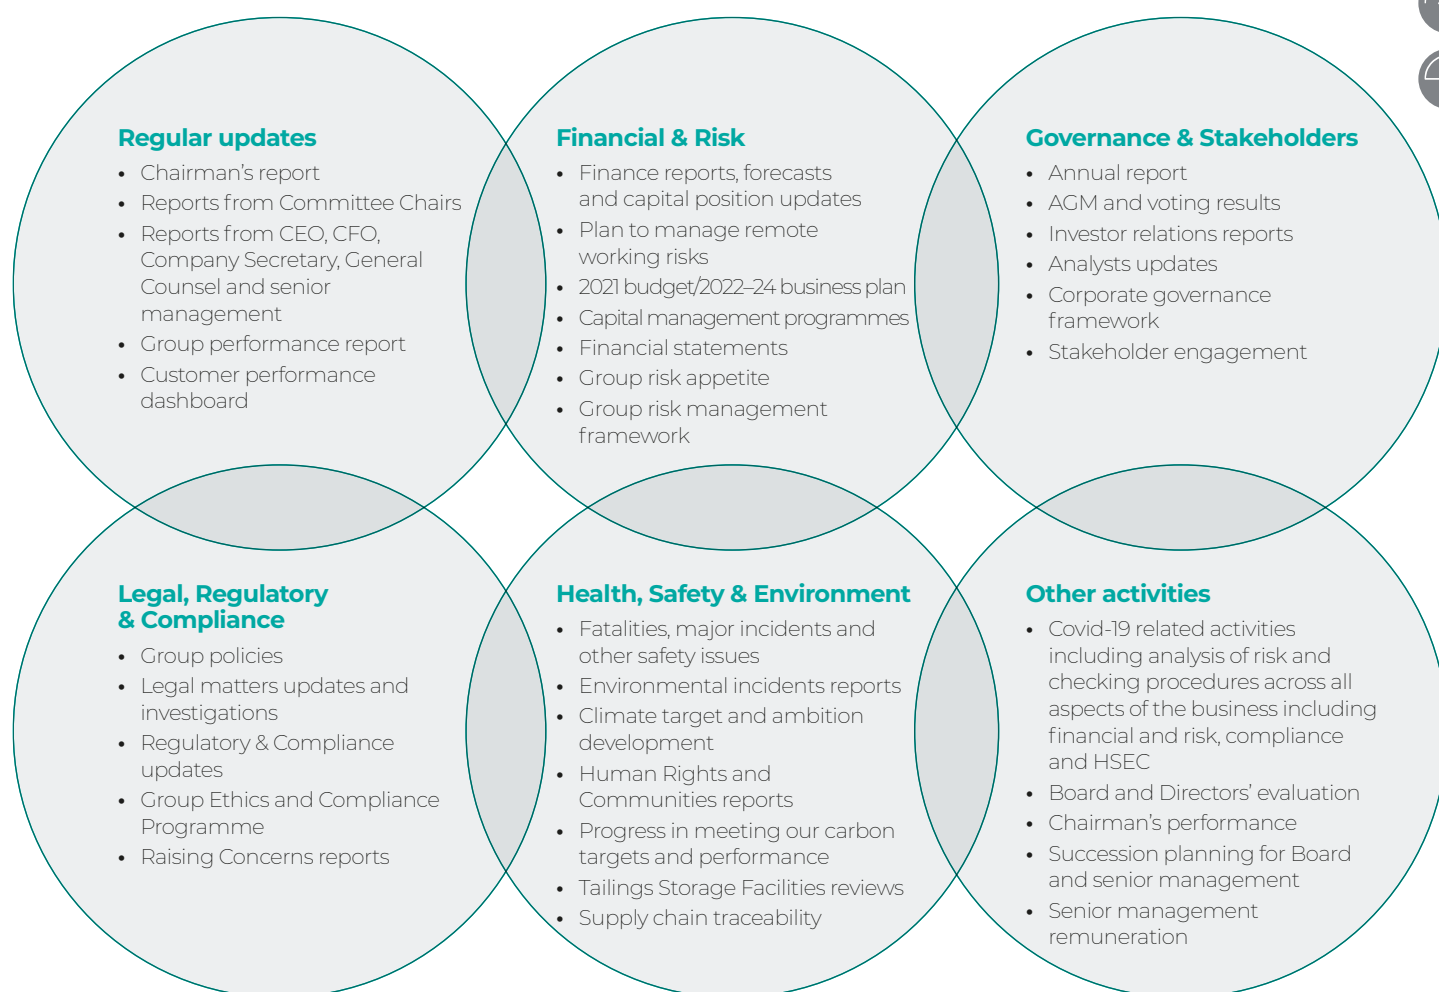 Regular updates
• Chairman's report
• Reports from Committee Chairs
• Reports from CEO, CFO,
Company Secretary, General
Counsel and senior
management
• Group performance report
• Customer performance
dashboard
Financial & Risk
• Finance reports, forecasts
and capital position updates
• Plan to manage remote
working risks
• 2021 budget/2022–24 business plan
• Capital management programmes
• Financial statements
• Group risk appetite
• Group risk management
framework
Governance & Stakeholders
• Annual report
• AGM and voting results
• Investor relations reports
• Analysts updates
• Corporate governance
framework
• Stakeholder engagement
Legal, Regulatory
& Compliance
• Group policies
• Legal matters updates and
investigations
• Regulatory & Compliance
updates
• Group Ethics and Compliance
Programme
• Raising Concerns reports
Health, Safety & Environment
• Fatalities, major incidents and
other safety issues
• Environmental incidents reports
• Climate target and ambition
development
• Human Rights and
Communities reports
• Progress in meeting our carbon
targets and performance
• Tailings Storage Facilities reviews
• Supply chain traceability
Other activities
• Covid-19 related activities
including analysis of risk and
checking procedures across all
aspects of the business including
financial and risk, compliance
and HSEC
• Board and Directors' evaluation
• Chairman's performance
• Succession planning for Board
and senior management
• Senior management
remuneration